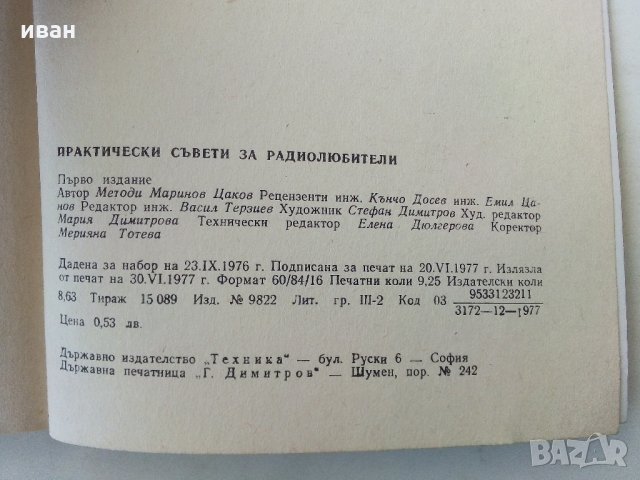 иван
ПРАКТИЧЕСКИ СЪВЕТИ ЗА РАДИОЛЮБИТЕЛИ
Първо издание
Автор Методи Маринов Цаков Рецензенти инж. Кънчо Досев инж. Емил Ца-
нов Редактор инж. Васил Терзиев Художник Стефан Димитров Худ. редактор
Мария Димитрова Технически редактор Елена Дюлгерова Коректор
Мерияна Тотева
Дадена за набор на 23.IX.1976 г. Подписана за печат на 20.VI.1977 г. Излязла
от печат на 30.VI.1977 г. Формат 60/84/16 Печатни коли 9,25 Издателски коли
8,63 Тираж 15 089 Изд. № 9822 Лит. гр. III-2 Код 03 9533123211
3172—12—1977
Цена 0,53 лв.
Държавно издателство „Техника“ — бул. Руски 6 — София
Държавна печатница „Г. Димитров“ — Шумен, пор. № 242
BAZAR